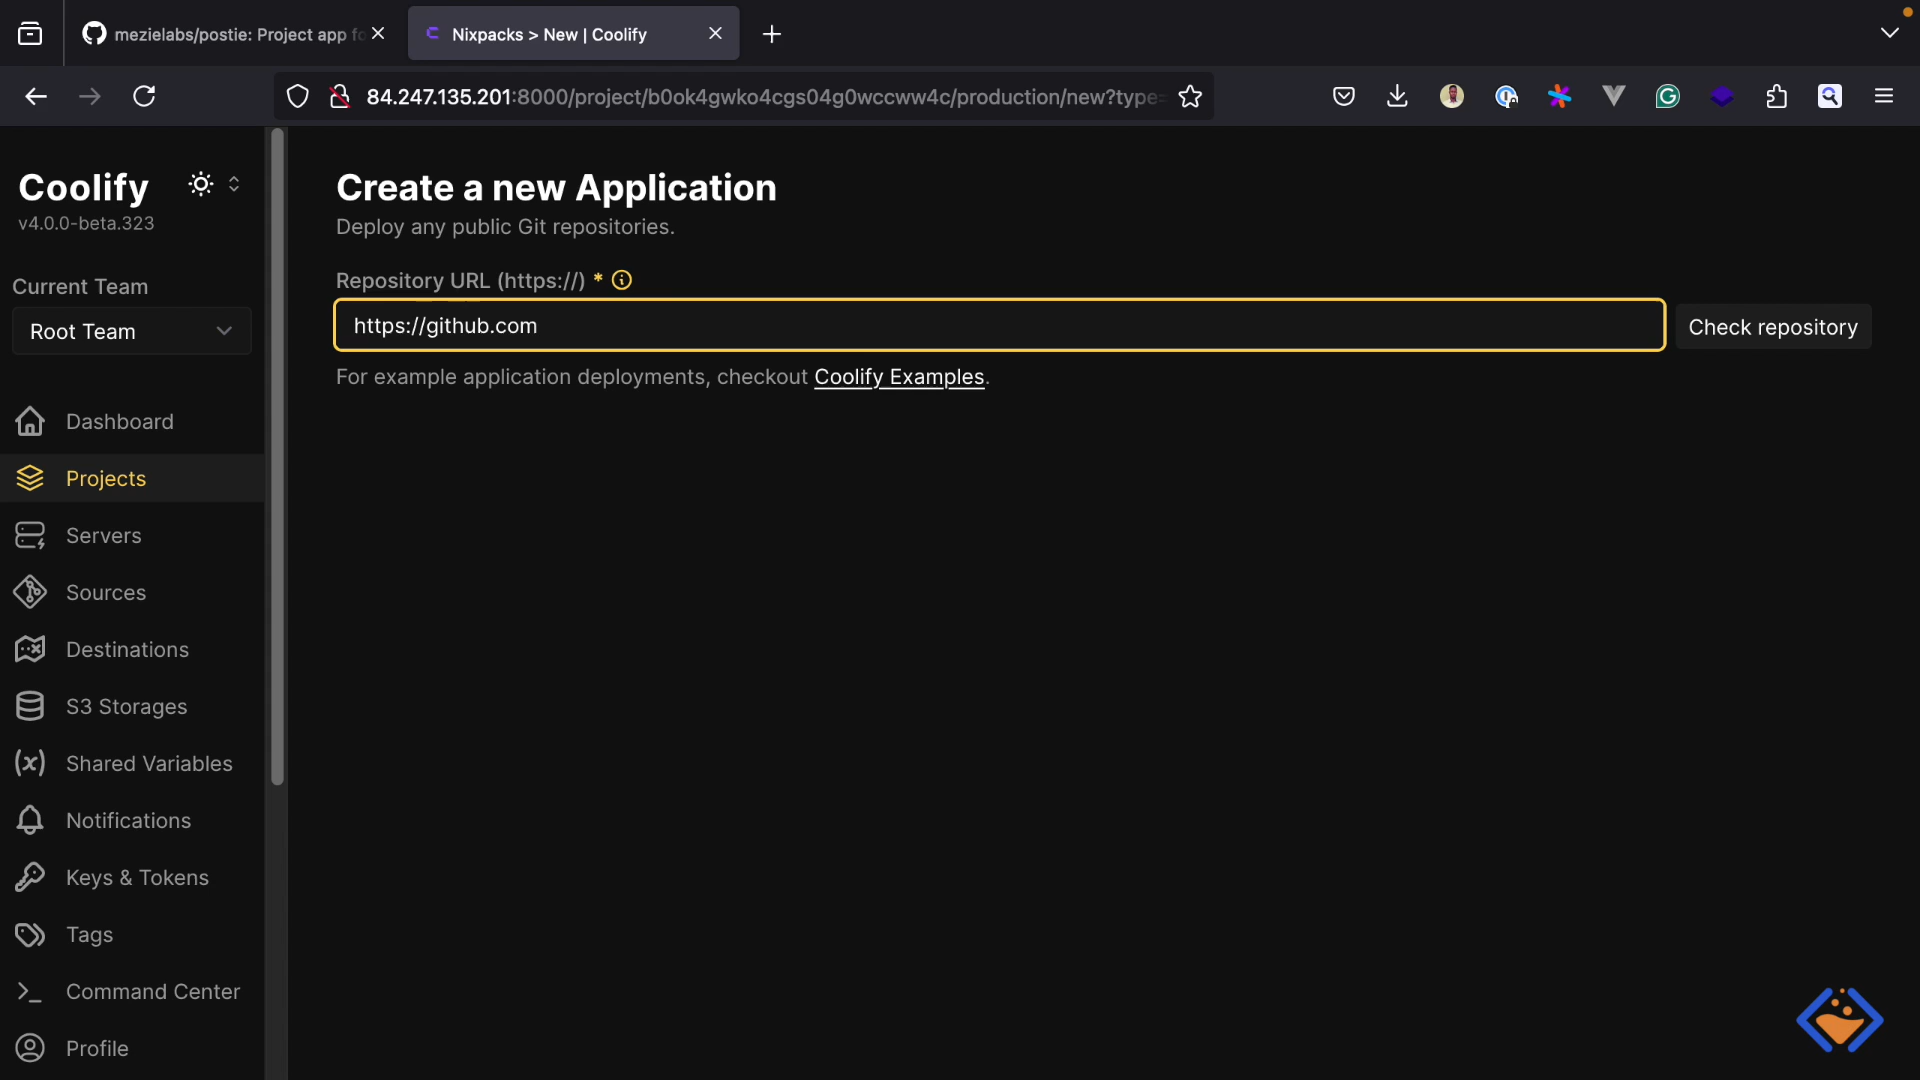 mezielabs/postie: Project app fo
Nixpacks > New | Coolify
84.247.135.201:8000/project/b0ok4gwko4cgs04g0wccww4c/production/new?type=
Coolify
v4.0.0-beta.323
Current Team
Root Team
Dashboard
Projects
Servers
Sources
Destinations
S3 Storages
Shared Variables
Notifications
Keys & Tokens
Tags
Command Center
Profile
Create a new Application
Deploy any public Git repositories.
Repository URL (https://) *
https://github.com
Check repository
For example application deployments, checkout Coolify Examples.